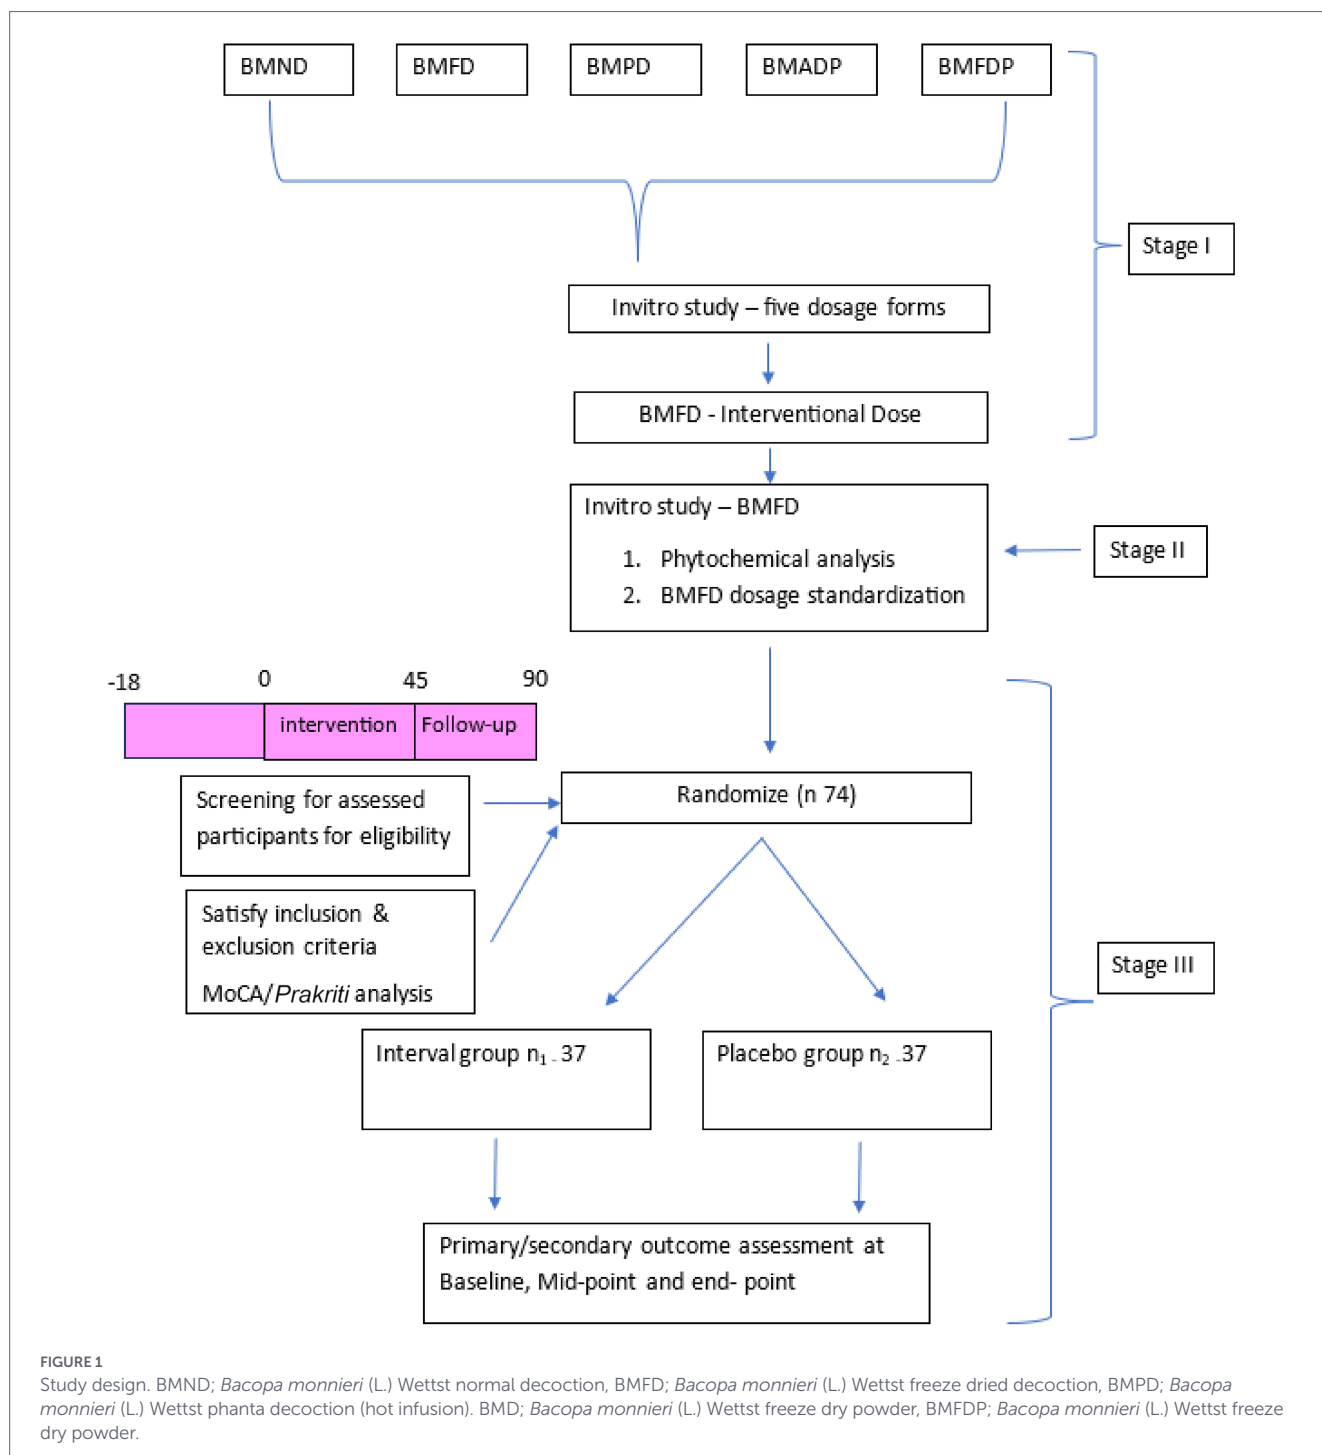 BMND
BMFD
BMPD
BMADP
BMFDP
Stage I
Invitro study – five dosage forms
BMFD - Interventional Dose
Invitro study – BMFD
1. Phytochemical analysis
2. BMFD dosage standardization
Stage II
-18
0
45
90
intervention
Follow-up
Screening for assessed
participants for eligibility
Randomize (n 74)
Satisfy inclusion &
exclusion criteria
MoCA/Prakriti analysis
Stage III
Interval group n₁ - 37
Placebo group n₂ -37
Primary/secondary outcome assessment at
Baseline, Mid-point and end- point
FIGURE 1
Study design. BMND; Bacopa monnieri (L.) Wettst normal decoction, BMFD; Bacopa monnieri (L.) Wettst freeze dried decoction, BMPD; Bacopa
monnieri (L.) Wettst phanta decoction (hot infusion). BMD; Bacopa monnieri (L.) Wettst freeze dry powder, BMFDP; Bacopa monnieri (L.) Wettst freeze
dry powder.